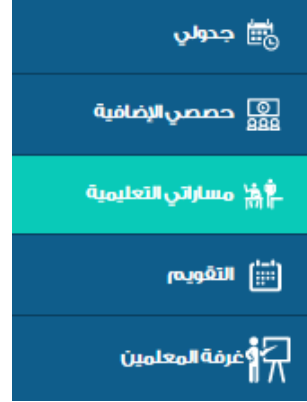 جدولي
حصصي الإضافية
مساراتي التعليمية
التقويم
غرفة المعلمين